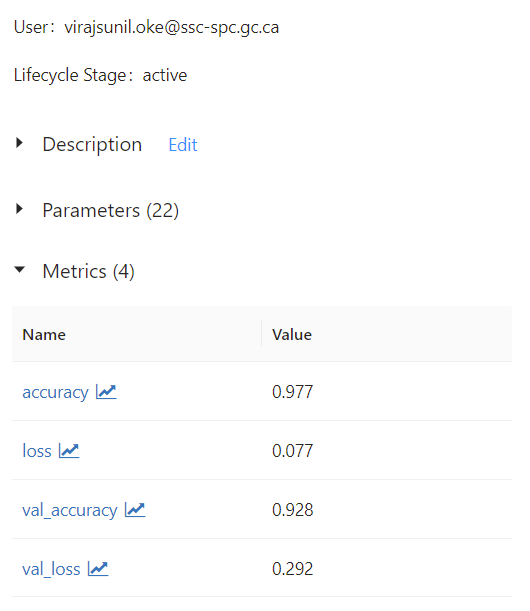 User: virajsunil.oke@ssc-spc.gc.ca
Lifecycle Stage: active
Description Edit
Parameters (22)
Metrics (4)
Name Value
accuracy 0.977
loss 0.077
val_accuracy 0.928
val_loss 0.292